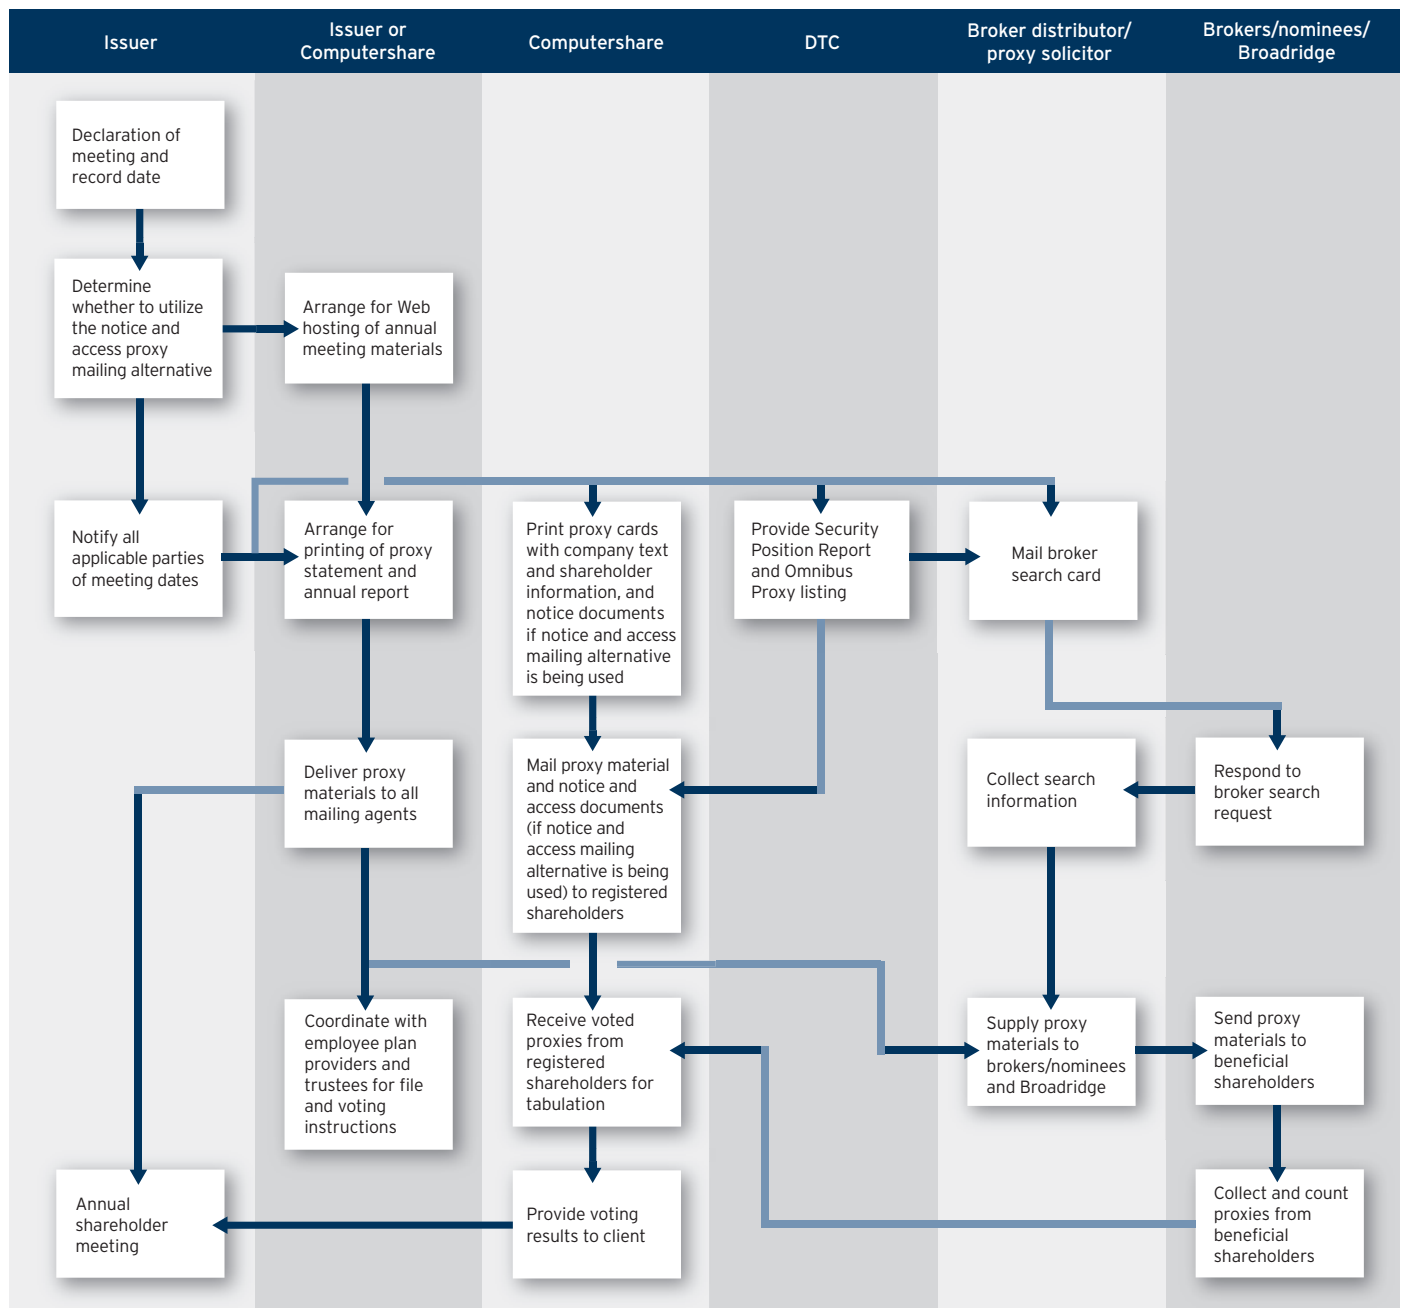 Issuer
Issuer or
Computershare
Computershare
DTC
Broker distributor/
proxy solicitor
Brokers/nominees/
Broadridge
Declaration of
meeting and
record date
Determine
whether to utilize
the notice and
access proxy
mailing alternative
Arrange for Web
hosting of annual
meeting materials
Notify all
applicable parties
of meeting dates
Arrange for
printing of proxy
statement and
annual report
Print proxy cards
with company text
and shareholder
information, and
notice documents
if notice and access
mailing alternative
is being used
Provide Security
Position Report
and Omnibus
Proxy listing
Mail broker
search card
Deliver proxy
materials to all
mailing agents
Mail proxy material
and notice and
access documents
(if notice and
access mailing
alternative is being
used) to registered
shareholders
Collect search
information
Respond to
broker search
request
Coordinate with
employee plan
providers and
trustees for file
and voting
instructions
Receive voted
proxies from
registered
shareholders for
tabulation
Supply proxy
materials to
brokers/nominees
and Broadridge
Send proxy
materials to
beneficial
shareholders
Annual
shareholder
meeting
Provide voting
results to client
Collect and count
proxies from
beneficial
shareholders